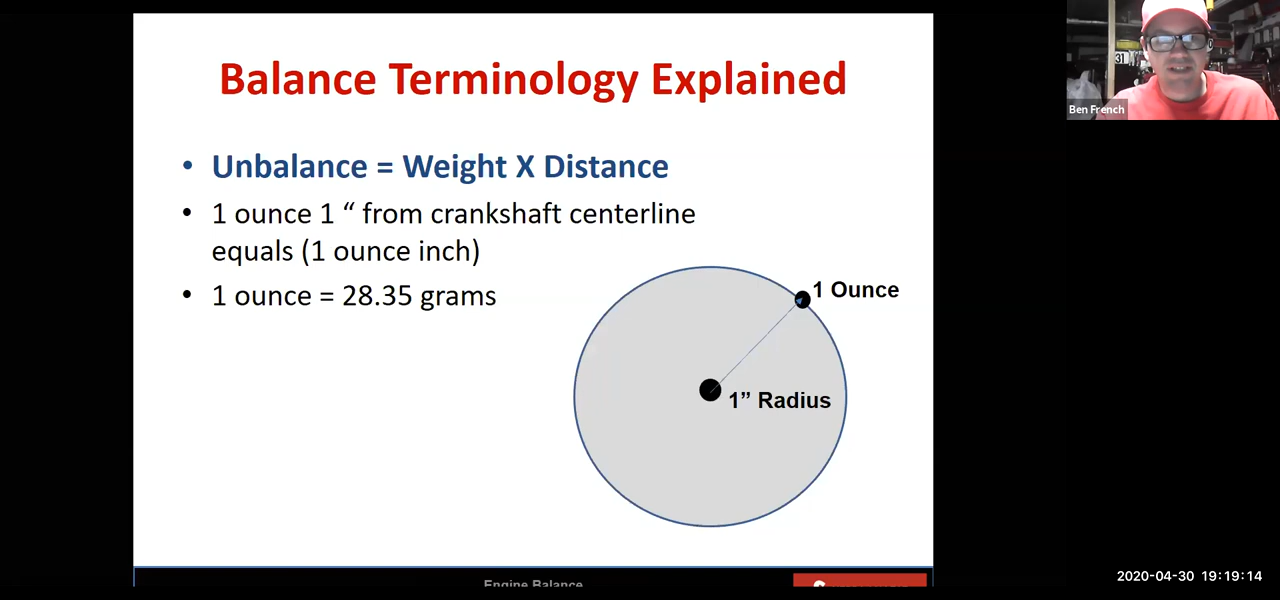 Balance Terminology Explained
• Unbalance = Weight X Distance
• 1 ounce 1 “ from crankshaft centerline
equals (1 ounce inch)
• 1 ounce = 28.35 grams
1 Ounce
1” Radius
Engine Balance
Ben French
31
2020-04-30 19:19:14